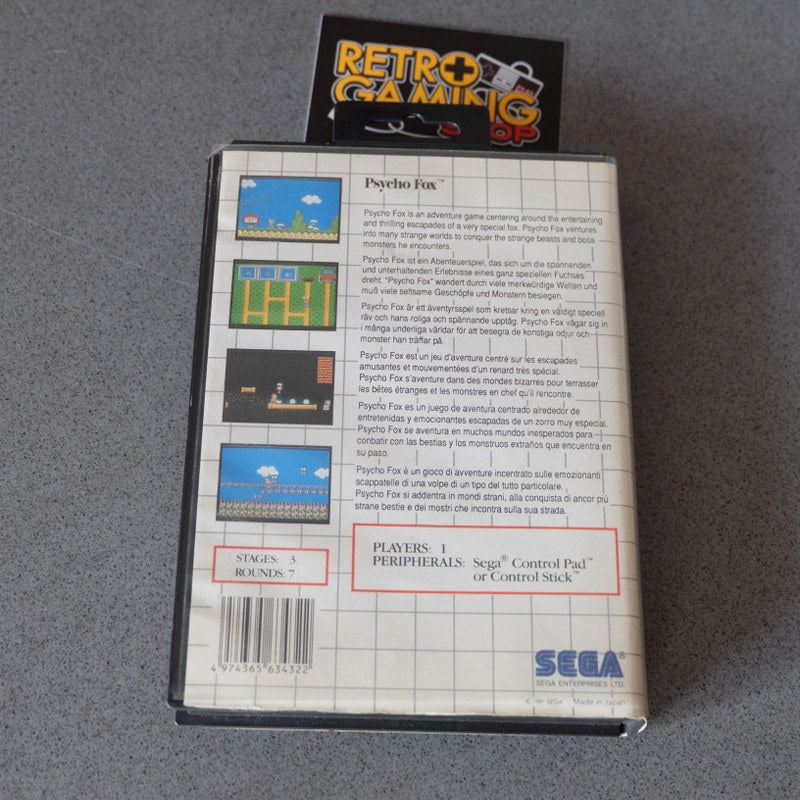 RETRO
GAMING
SHOP
Psycho Fox™
Psycho Fox is an adventure game centering around the entertaining
and thrilling escapades of a very special fox. Psycho Fox ventures
into many strange worlds to conquer the strange beasts and boss
monsters he encounters.
Psycho Fox ist ein Abenteuerspiel, das sich um die spannenden
und unterhaltenden Erlebnisse eines ganz speziellen Fuchses
dreht. "Psycho Fox" wandert durch viele merkwürdige Welten und
muß viele seltsame Geschöpfe und Monstern besiegen.
Psycho Fox är ett äventyrsspel som kretsar kring en väldigt speciell
räv och hans roliga och spännande upptåg. Psycho Fox vågar sig in
i många underliga världar för att besegra de konstiga odjur och
monster han träffar på.
Psycho Fox est un jeu d'aventure centré sur les escapades
amusantes et mouvementées d'un renard très spécial.
Psycho Fox s'aventure dans des mondes bizarres pour terrasser
les bêtes étranges et les monstres en chef qu'il rencontre.
Psycho Fox es un juego de aventura centrado alrededor de
entretenidas y emocionantes escapadas de un zorro muy especial.
Psycho Fox se aventura en muchos mundos inesperados para
conbatir con las bestias y los monstruos extraños que encuentra en
su paso.
Psycho Fox è un gioco di avventure incentrato sulle emozionanti
scappatelle di una volpe di un tipo del tutto particolare.
Psycho Fox si addentra in mondi strani, alla conquista di ancor più
strane bestie e dei mostri che incontra sulla sua strada.
STAGES: 3
ROUNDS: 7
PLAYERS: 1
PERIPHERALS: Sega® Control Pad™
or Control Stick™
4 974365 634322
SEGA®
SEGA ENTERPRISES LTD.
SEGA Made in Japan